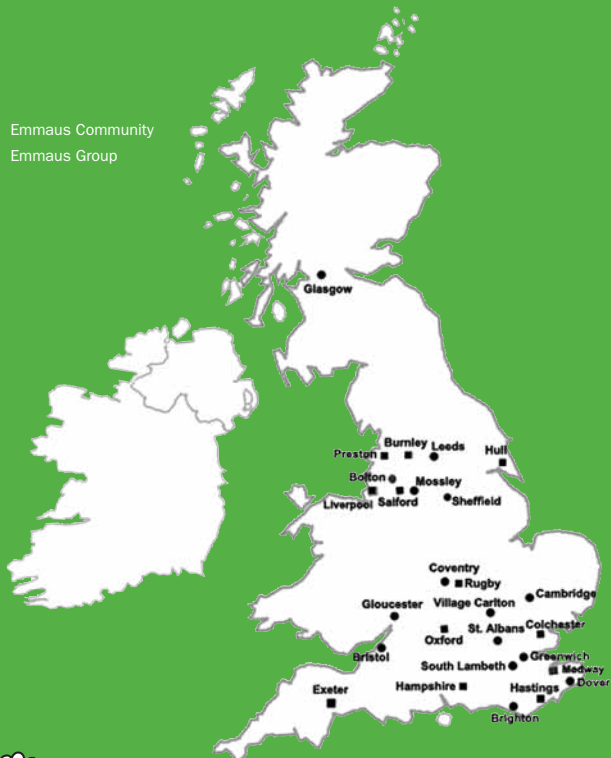 Emmaus Community
Emmaus Group
Glasgow
Preston
Burnley
Leeds
Hull
Bolton
Mossley
Liverpool
Salford
Sheffield
Coventry
Rugby
Cambridge
Village Carlton
Gloucester
Oxford
St. Albans
Colchester
Bristol
Greenwich
South Lambeth
Medway
Dover
Exeter
Hampshire
Hastings
Brighton